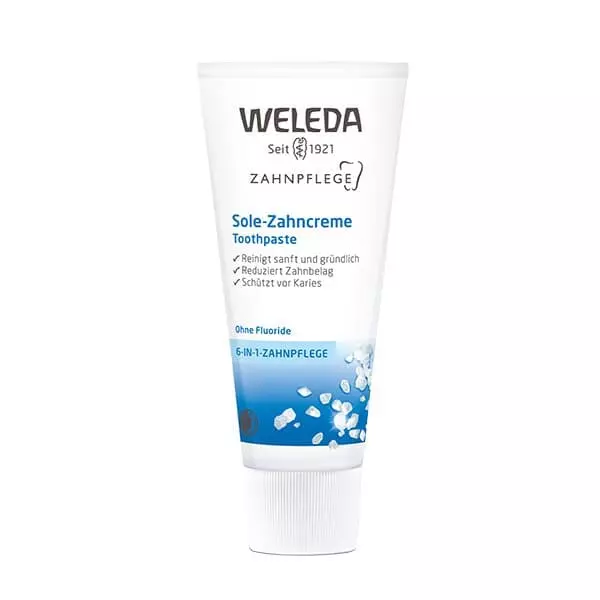 WELEDA
Seit 1921
ZAHNPFLEGE
Sole-Zahncreme
Toothpaste
✓ Reinigt sanft und gründlich
✓ Reduziert Zahnbelag
✓ Schützt vor Karies
Ohne Fluoride
6-IN-1-ZAHNPFLEGE